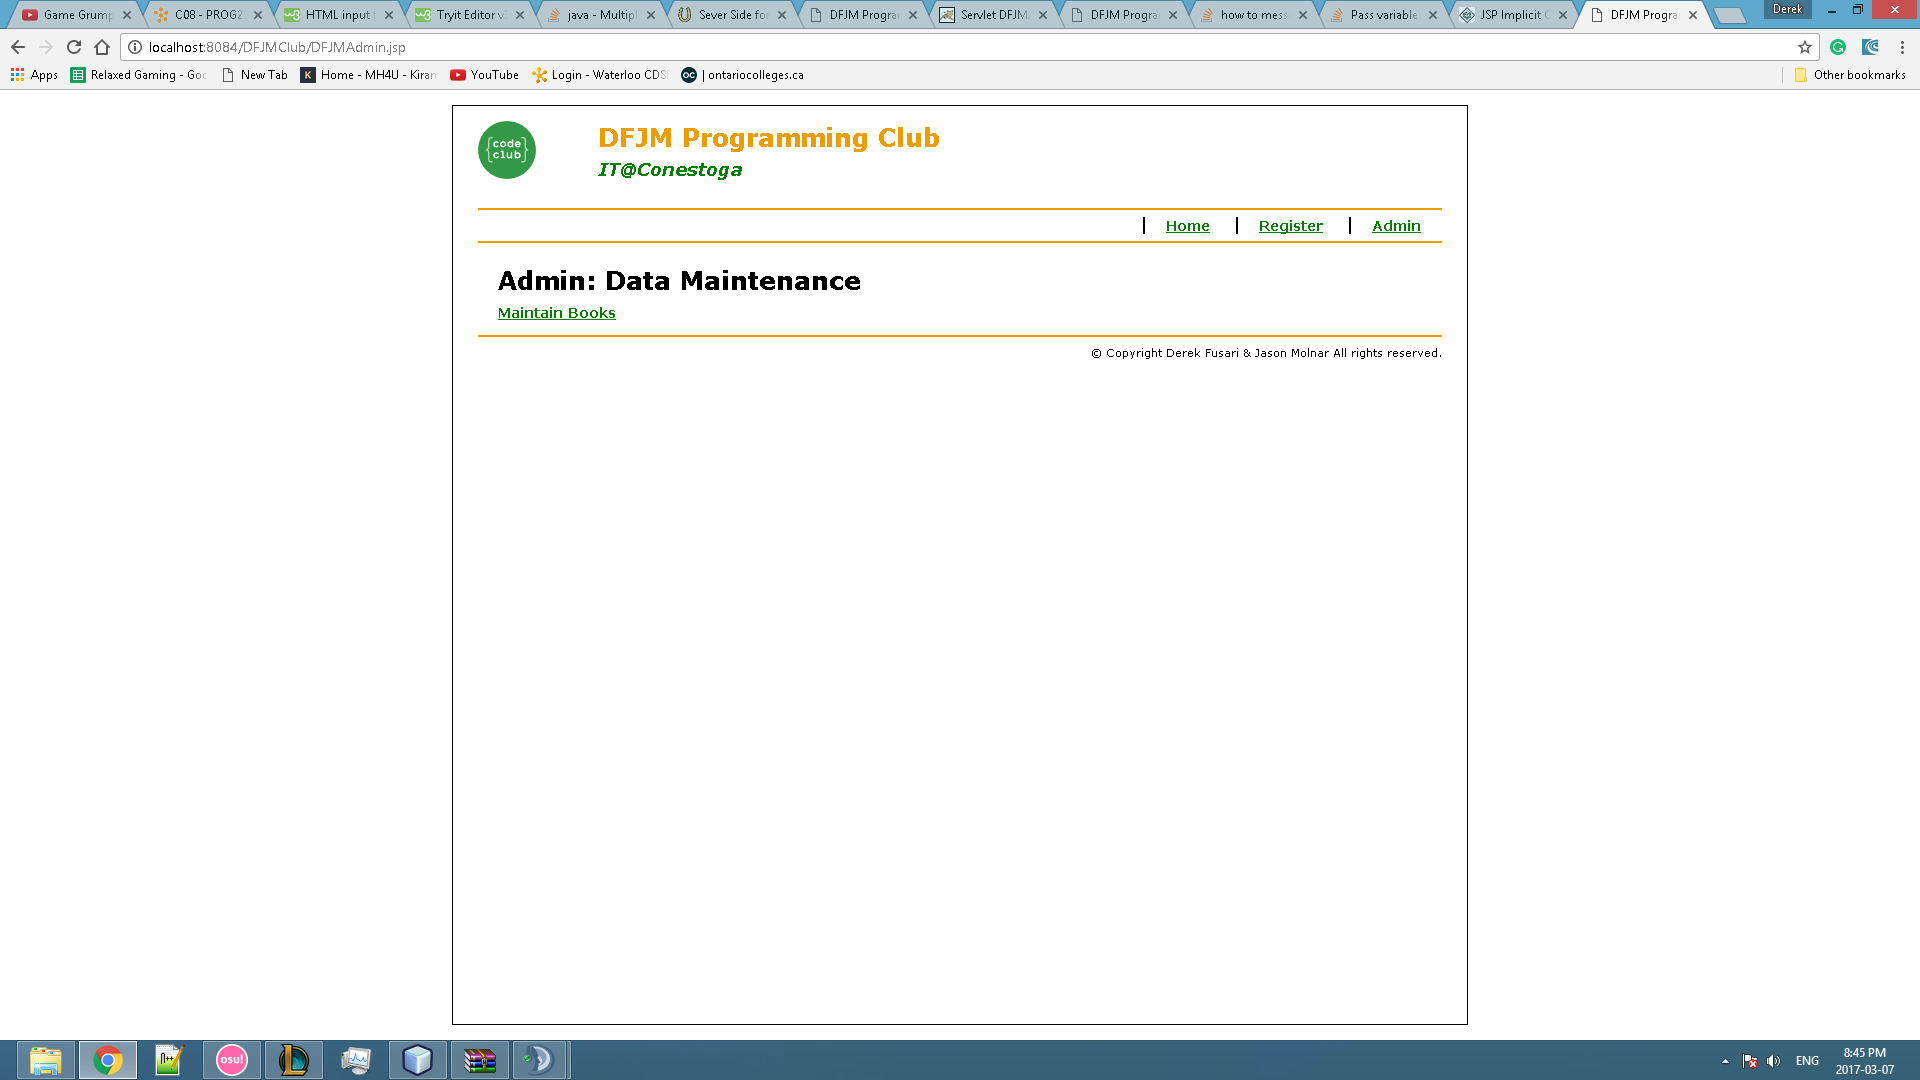 Game Grump
C08 - PROG2
HTML input
Tryit Editor v
java - Multipl
Sever Side fo
DFJM Progra
Servlet DFJM
DFJM Progra
how to mess
Pass variable
JSP Implicit O
DFJM Progra
Derek
localhost:8084/DFJMClub/DFJMAdmin.jsp
Apps
Relaxed Gaming - Goo
New Tab
K Home - MH4U - Kiran
YouTube
Login - Waterloo CDS
OC | ontariocolleges.ca
Other bookmarks
{code club}
DFJM Programming Club
IT@Conestoga
Home
Register
Admin
Admin: Data Maintenance
Maintain Books
© Copyright Derek Fusari & Jason Molnar All rights reserved.
osu!
ENG
8:45 PM
2017-03-07